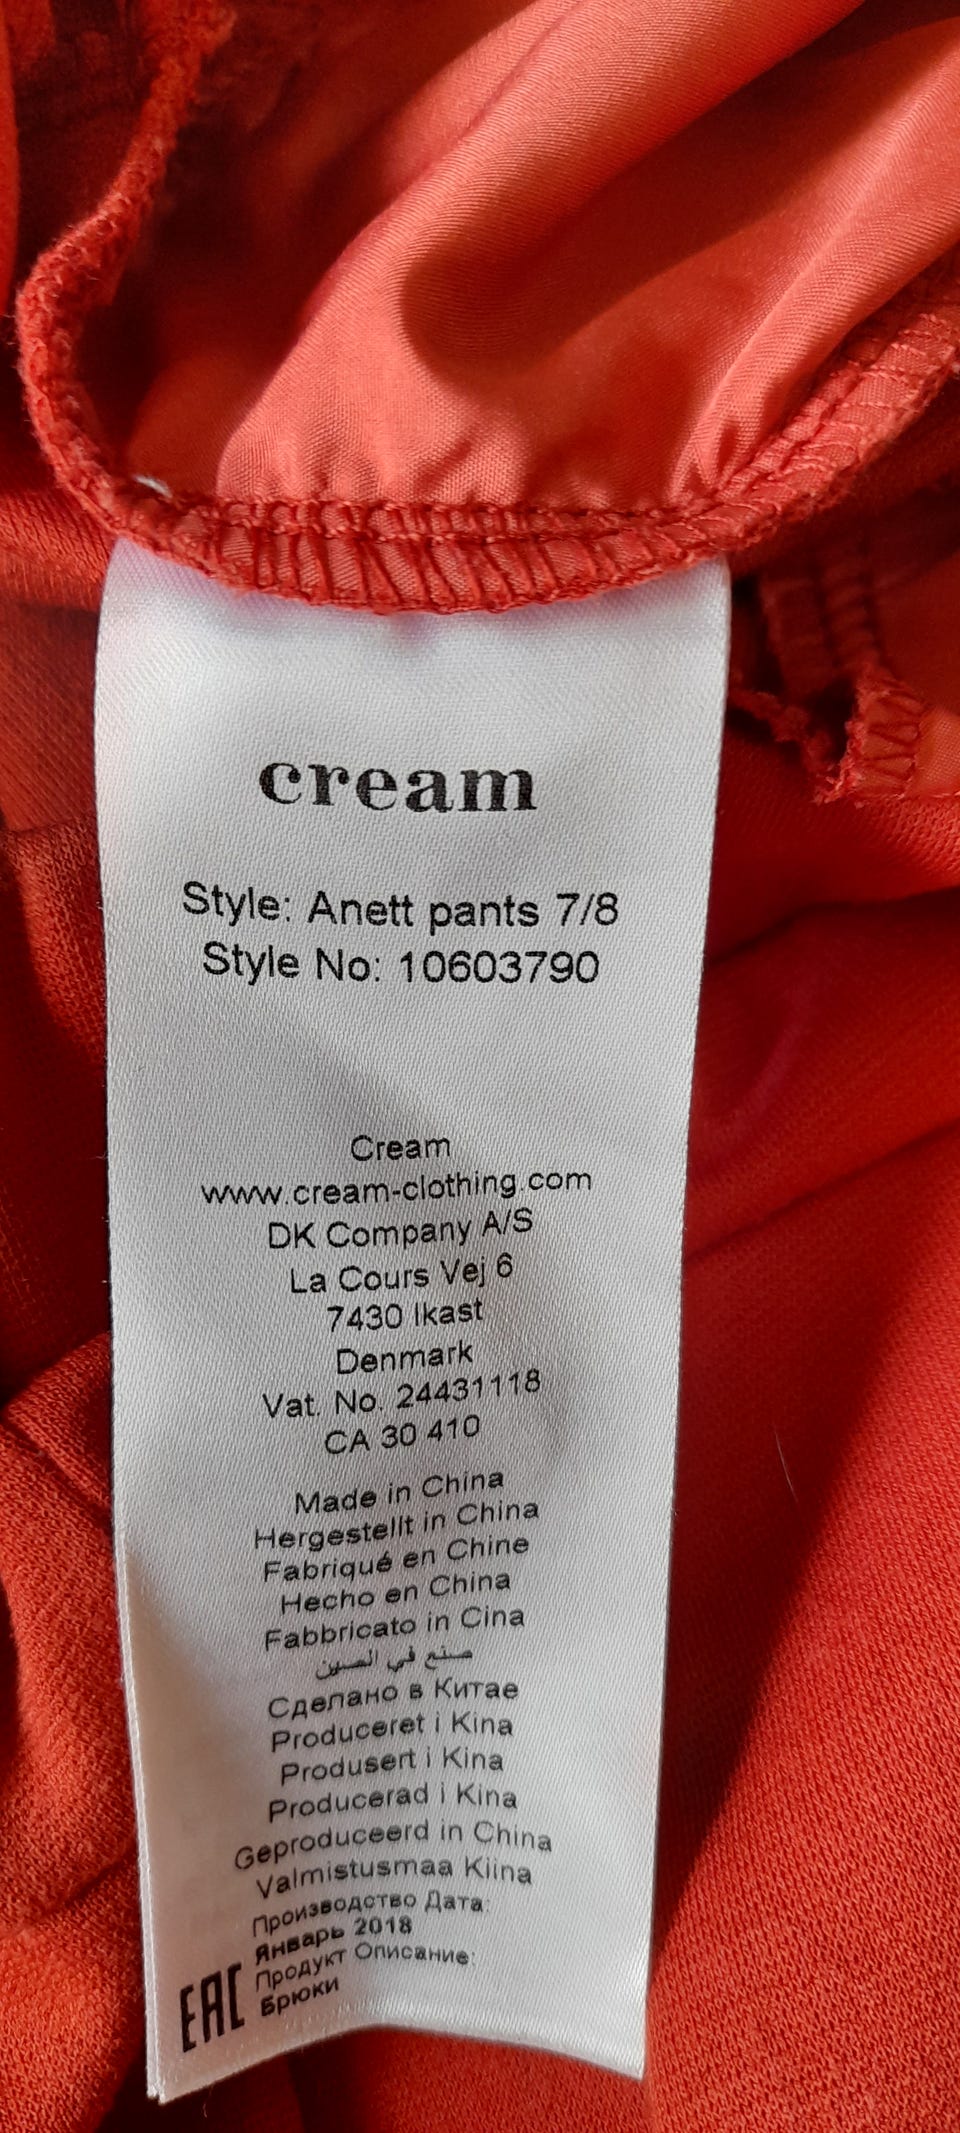 cream
Style: Anett pants 7/8
Style No: 10603790
Cream
www.cream-clothing.com
DK Company A/S
La Cours Vej 6
7430 Ikast
Denmark
Vat. No. 24431118
CA 30 410
Made in China
Hergestellt in China
Fabriqué en Chine
Hecho en China
Fabbricato in Cina
صنع في الصين
Сделано в Китае
Produceret i Kina
Produsert i Kina
Producerad i Kina
Geproduceerd in China
Valmistusmaa Kiina
Производство Дата:
Январь 2018
Продукт Описание:
Брюки
EAC